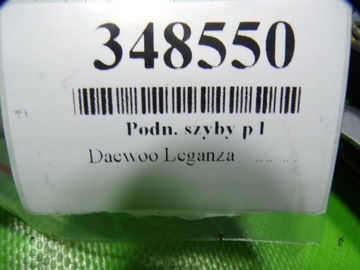 348550
Podn. szyby p l
Daewoo Leganza